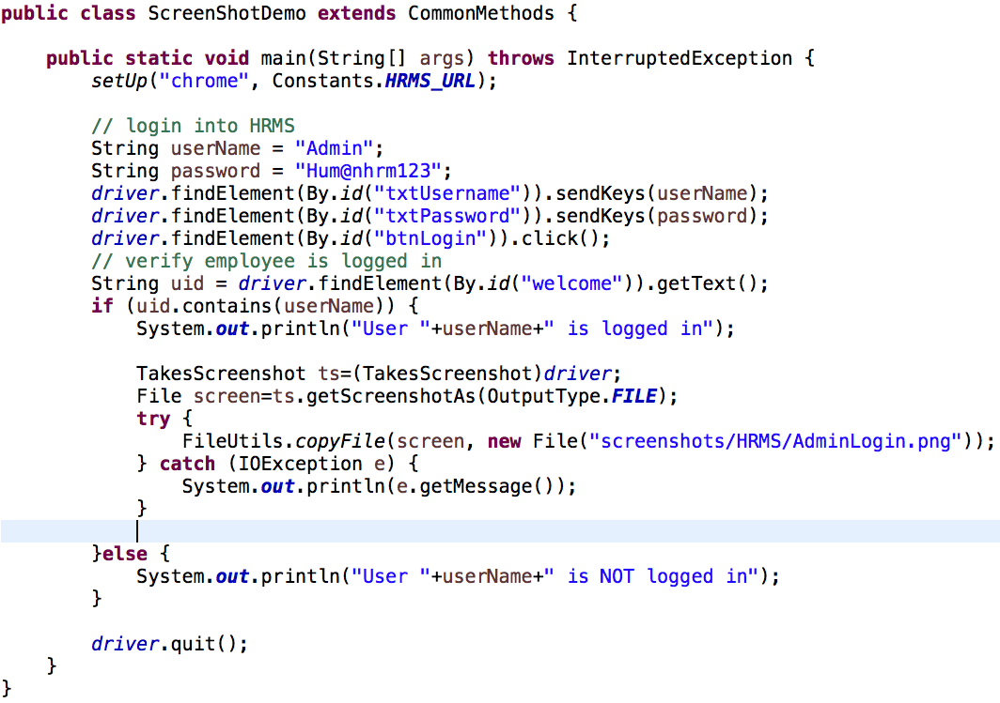 public class ScreenShotDemo extends CommonMethods {
public static void main(String[] args) throws InterruptedException {
setUp("chrome", Constants.HRMS_URL);
// login into HRMS
String userName = "Admin";
String password = "Hum@nhrm123";
driver.findElement(By.id("txtUsername")).sendKeys(userName);
driver.findElement(By.id("txtPassword")).sendKeys(password);
driver.findElement(By.id("btnLogin")).click();
// verify employee is logged in
String uid = driver.findElement(By.id("welcome")).getText();
if (uid.contains(userName)) {
System.out.println("User "+userName+" is logged in");
TakesScreenshot ts=(TakesScreenshot)driver;
File screen=ts.getScreenshotAs(OutputType.FILE);
try {
FileUtils.copyFile(screen, new File("screenshots/HRMS/AdminLogin.png"));
} catch (IOException e) {
System.out.println(e.getMessage());
}
}else {
System.out.println("User "+userName+" is NOT logged in");
}
driver.quit();
}
}